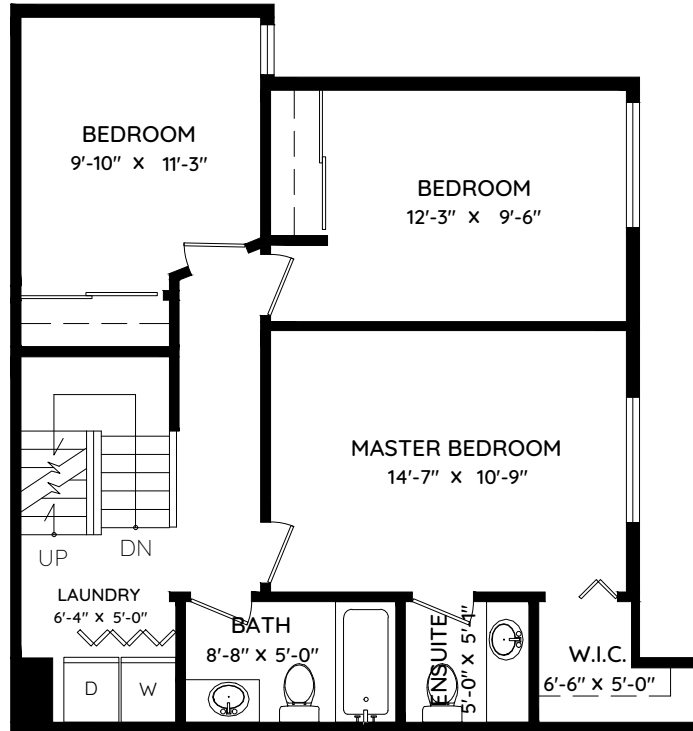 BEDROOM
9'-10" X 11'-3"
BEDROOM
12'-3" X 9'-6"
MASTER BEDROOM
14'-7" X 10'-9"
UP
DN
LAUNDRY
6'-4" X 5'-0"
D
W
BATH
8'-8" X 5'-0"
ENSUITE
5'-0" X 5'-1"
W.I.C.
6'-6" X 5'-0"